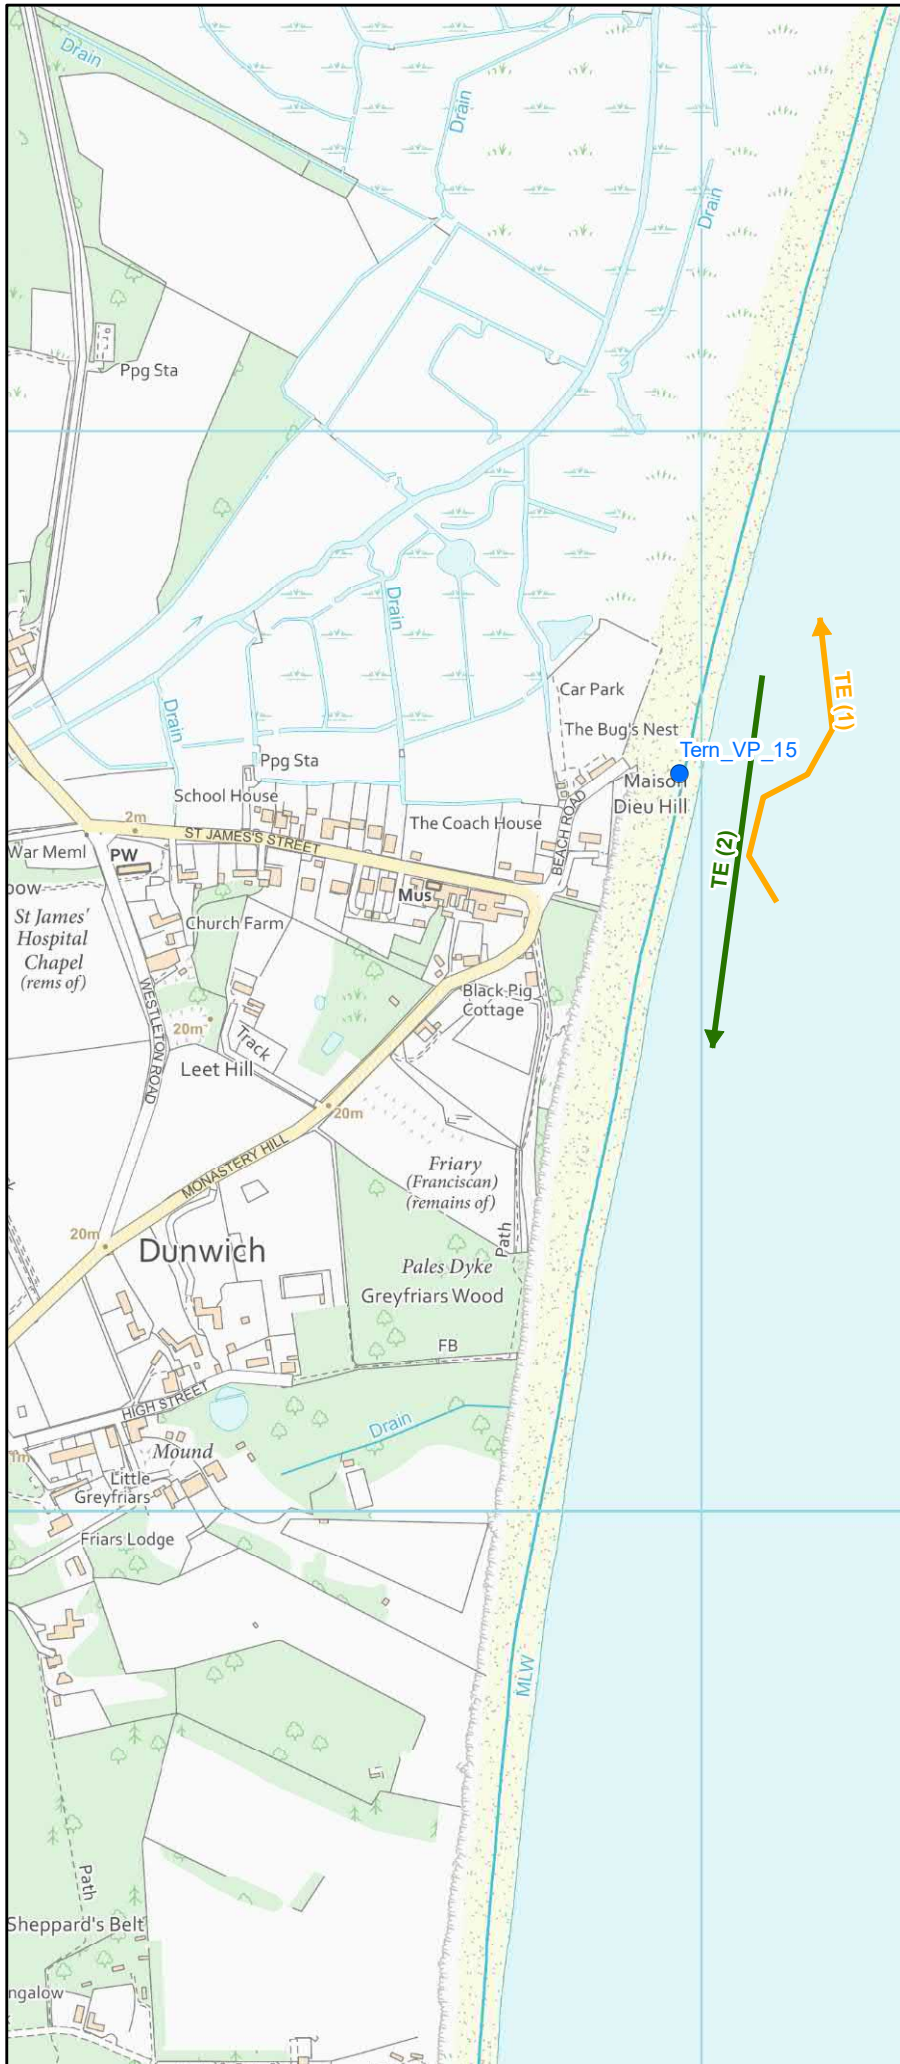 Drain
Drain
Drain
Ppg Sta
Car Park
TE (1)
The Bug's Nest
Drain
Drain
Tern_VP_15
Ppg Sta
Maison
Dieu Hill
School House
BEACH ROAD
2m
ST JAMES'S STREET
The Coach House
TE (2)
War Meml
PW
bow
Mus
St James'
Hospital
Chapel
(rems of)
Church Farm
WESTLETON ROAD
20m
Black Pig
Cottage
Track
Leet Hill
20m
MONASTERY HILL
Friary
(Franciscan)
(remains of)
Path
20m
Dunwich
Pales Dyke
Greyfriars Wood
FB
HIGH STREET
Drain
Mound
1m
Little
Greyfriars
Friars Lodge
MLW
Path
Sheppard's Belt
ngalow